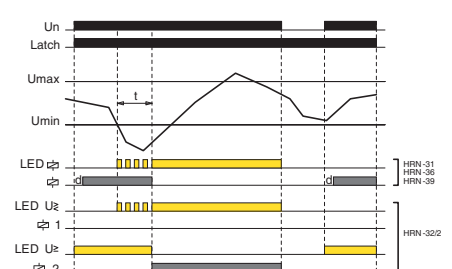 Un
Latch
Umax
t
Umin
LED
HRN-31
HRN-36
HRN-39
d
d
LED U≥
1
HRN-32/2
LED U≥
2